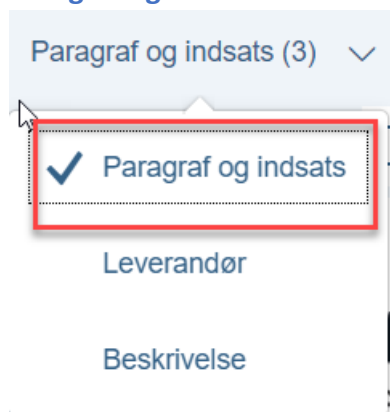 Paragraf og indsats (3)
Paragraf og indsats
Leverandør
Beskrivelse